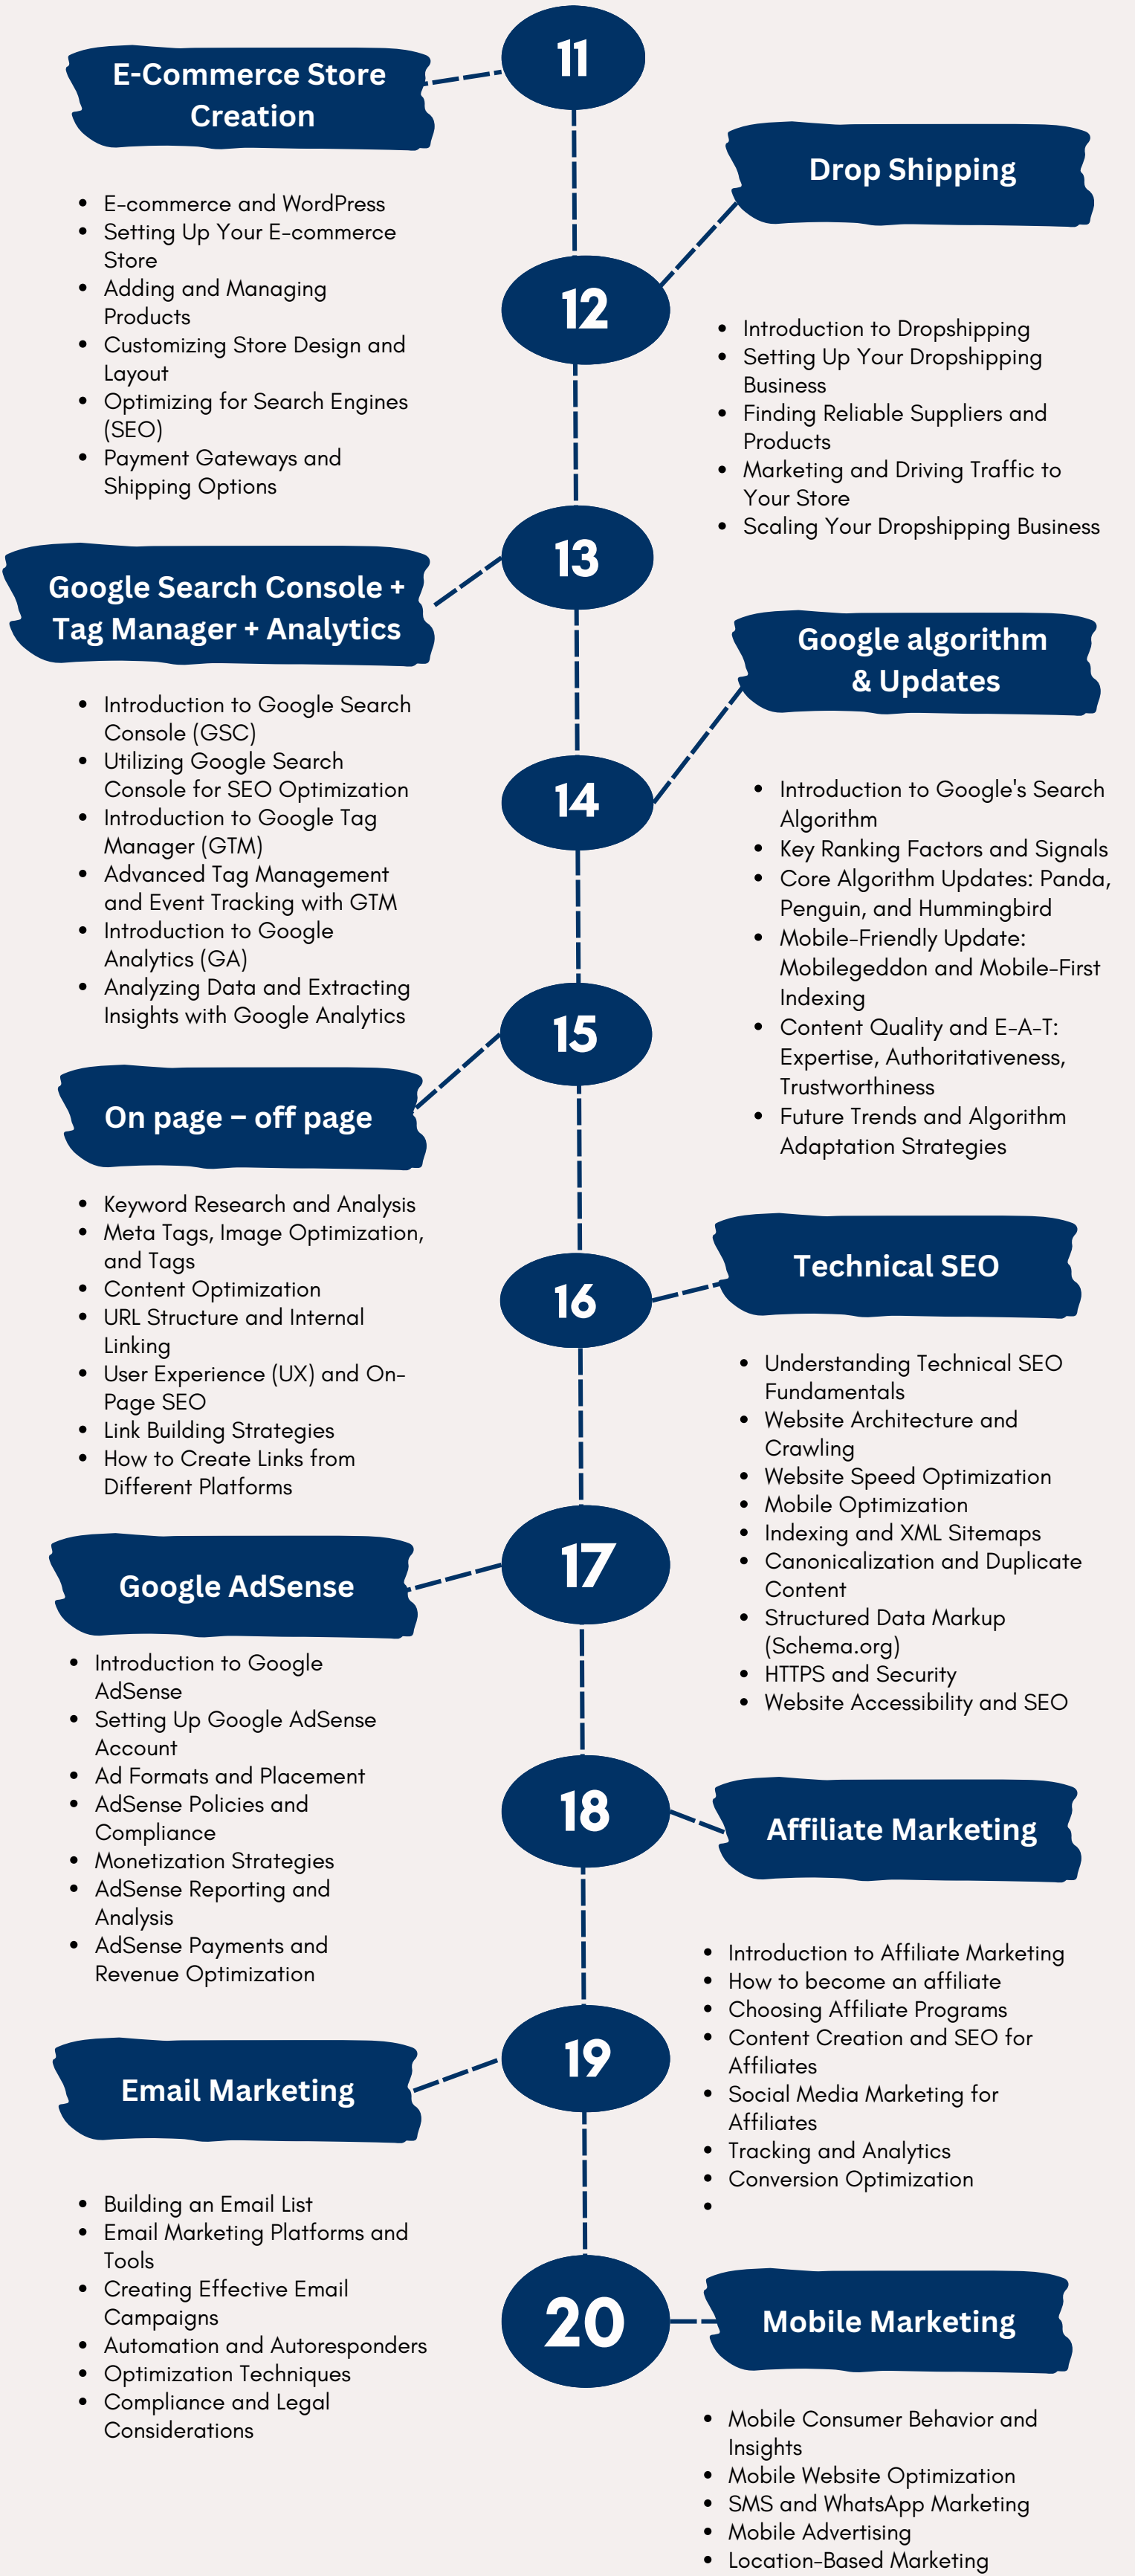 11
E-Commerce Store
Creation
• E-commerce and WordPress
• Setting Up Your E-commerce
Store
• Adding and Managing
Products
• Customizing Store Design and
Layout
• Optimizing for Search Engines
(SEO)
• Payment Gateways and
Shipping Options
12
Drop Shipping
• Introduction to Dropshipping
• Setting Up Your Dropshipping
Business
• Finding Reliable Suppliers and
Products
• Marketing and Driving Traffic to
Your Store
• Scaling Your Dropshipping Business
13
Google Search Console +
Tag Manager + Analytics
• Introduction to Google Search
Console (GSC)
• Utilizing Google Search
Console for SEO Optimization
• Introduction to Google Tag
Manager (GTM)
• Advanced Tag Management
and Event Tracking with GTM
• Introduction to Google
Analytics (GA)
• Analyzing Data and Extracting
Insights with Google Analytics
14
Google algorithm
& Updates
• Introduction to Google's Search
Algorithm
• Key Ranking Factors and Signals
• Core Algorithm Updates: Panda,
Penguin, and Hummingbird
• Mobile-Friendly Update:
Mobilegeddon and Mobile-First
Indexing
• Content Quality and E-A-T:
Expertise, Authoritativeness,
Trustworthiness
• Future Trends and Algorithm
Adaptation Strategies
15
On page – off page
• Keyword Research and Analysis
• Meta Tags, Image Optimization,
and Tags
• Content Optimization
• URL Structure and Internal
Linking
• User Experience (UX) and On-
Page SEO
• Link Building Strategies
• How to Create Links from
Different Platforms
16
Technical SEO
• Understanding Technical SEO
Fundamentals
• Website Architecture and
Crawling
• Website Speed Optimization
• Mobile Optimization
• Indexing and XML Sitemaps
• Canonicalization and Duplicate
Content
• Structured Data Markup
(Schema.org)
• HTTPS and Security
• Website Accessibility and SEO
17
Google AdSense
• Introduction to Google
AdSense
• Setting Up Google AdSense
Account
• Ad Formats and Placement
• AdSense Policies and
Compliance
• Monetization Strategies
• AdSense Reporting and
Analysis
• AdSense Payments and
Revenue Optimization
18
Affiliate Marketing
• Introduction to Affiliate Marketing
• How to become an affiliate
• Choosing Affiliate Programs
• Content Creation and SEO for
Affiliates
• Social Media Marketing for
Affiliates
• Tracking and Analytics
• Conversion Optimization
•
19
Email Marketing
• Building an Email List
• Email Marketing Platforms and
Tools
• Creating Effective Email
Campaigns
• Automation and Autoresponders
• Optimization Techniques
• Compliance and Legal
Considerations
20
Mobile Marketing
• Mobile Consumer Behavior and
Insights
• Mobile Website Optimization
• SMS and WhatsApp Marketing
• Mobile Advertising
• Location-Based Marketing